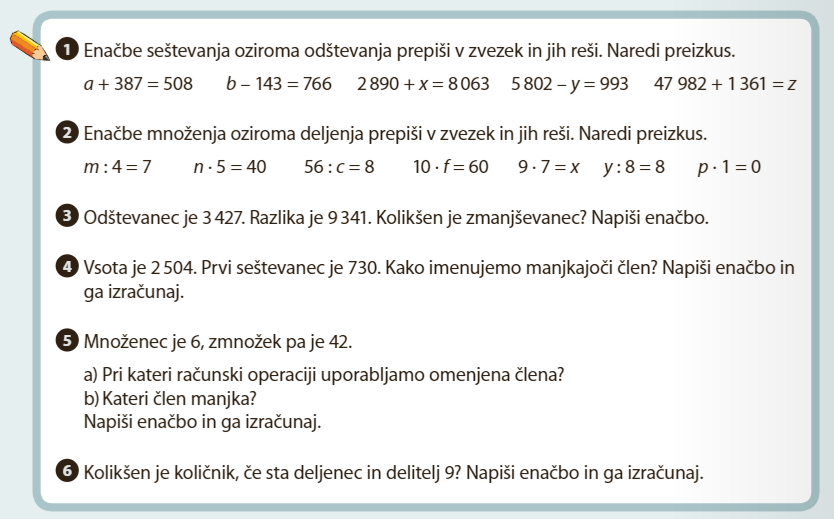 1 Enačbe seštevanja oziroma odštevanja prepiši v zvezek in jih reši. Naredi preizkus.
a + 387 = 508 b – 143 = 766 2 890 + x = 8 063 5 802 – y = 993 47 982 + 1 361 = z
2 Enačbe množenja oziroma deljenja prepiši v zvezek in jih reši. Naredi preizkus.
m : 4 = 7 n · 5 = 40 56 : c = 8 10 · f = 60 9 · 7 = x y : 8 = 8 p · 1 = 0
3 Odštevanec je 3 427. Razlika je 9 341. Kolikšen je zmanjševanec? Napiši enačbo.
4 Vsota je 2 504. Prvi seštevanec je 730. Kako imenujemo manjkajoči člen? Napiši enačbo in
ga izračunaj.
5 Množenec je 6, zmnožek pa je 42.
a) Pri kateri računski operaciji uporabljamo omenjena člena?
b) Kateri člen manjka?
Napiši enačbo in ga izračunaj.
6 Kolikšen je količnik, če sta deljenec in delitelj 9? Napiši enačbo in ga izračunaj.